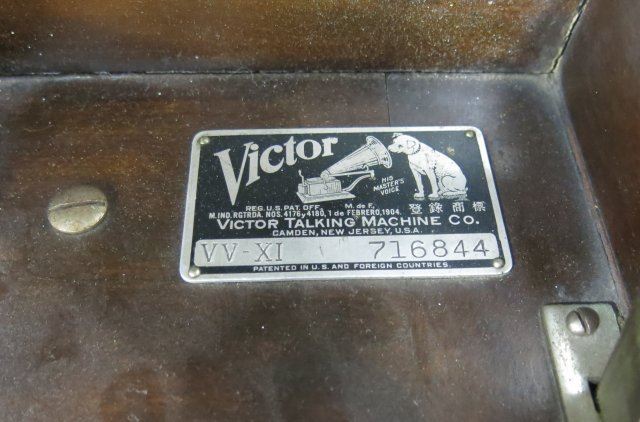 Victor
HIS
MASTER'S
VOICE
REG. U.S. PAT. OFF. M. de F.
M. IND. RGTRDA. NOS. 4176 y 4180, 1 de FEBRERO, 1904. 登錄商標
VICTOR TALKING MACHINE CO.
CAMDEN, NEW JERSEY, U.S.A.
VV-XI 716844
PATENTED IN U.S. AND FOREIGN COUNTRIES.